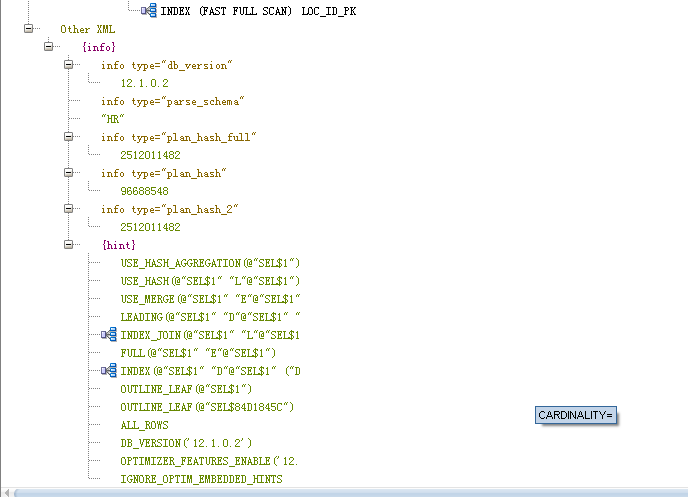 INDEX (FAST FULL SCAN) LOC_ID_PK
Other XML
{info}
info type="db_version"
12.1.0.2
info type="parse_schema"
"HR"
info type="plan_hash_full"
2512011482
info type="plan_hash"
96688548
info type="plan_hash_2"
2512011482
{hint}
USE_HASH_AGGREGATION(@"SEL$1")
USE_HASH(@"SEL$1" "L"@"SEL$1")
USE_MERGE(@"SEL$1" "E"@"SEL$1"
LEADING(@"SEL$1" "D"@"SEL$1" "
INDEX_JOIN(@"SEL$1" "L"@"SEL$1
FULL(@"SEL$1" "E"@"SEL$1")
INDEX(@"SEL$1" "D"@"SEL$1" ("D
OUTLINE_LEAF(@"SEL$1")
OUTLINE_LEAF(@"SEL$84D1845C")
ALL_ROWS
DB_VERSION('12.1.0.2')
OPTIMIZER_FEATURES_ENABLE('12.
IGNORE_OPTIM_EMBEDDED_HINTS
CARDINALITY=